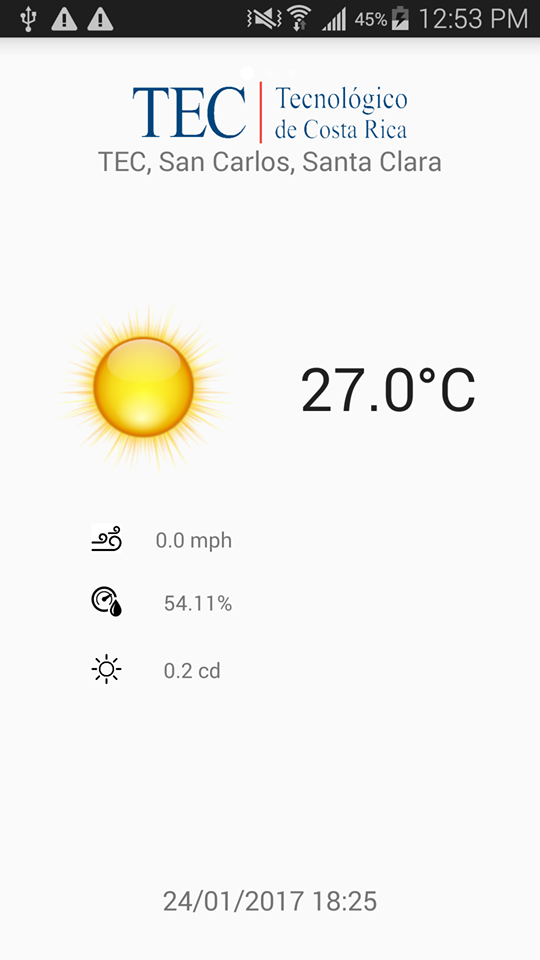 45% 12:53 PM
TEC Tecnológico
de Costa Rica
TEC, San Carlos, Santa Clara
27.0°C
0.0 mph
54.11%
0.2 cd
24/01/2017 18:25